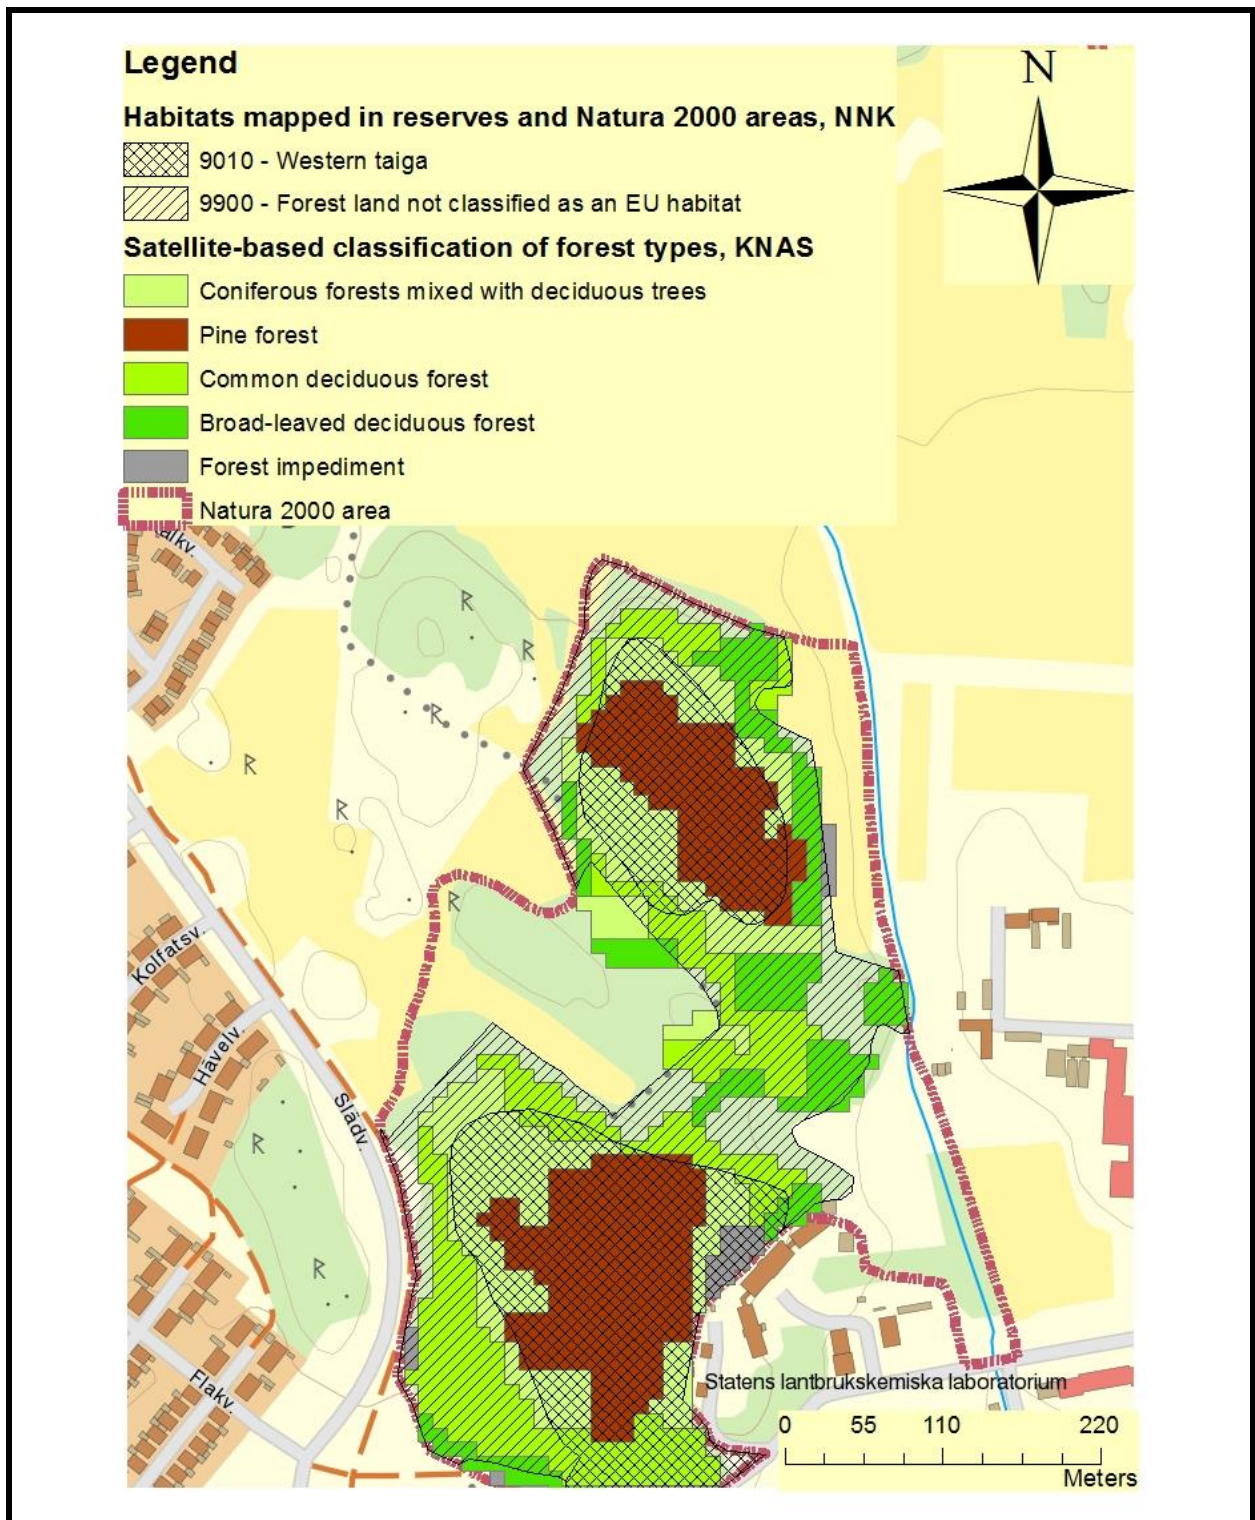 Legend
N
Habitats mapped in reserves and Natura 2000 areas, NNK
9010 - Western taiga
9900 - Forest land not classified as an EU habitat
Satellite-based classification of forest types, KNAS
Coniferous forests mixed with deciduous trees
Pine forest
Common deciduous forest
Broad-leaved deciduous forest
Forest impediment
Natura 2000 area
R
R
R
R
R
R
Kolfatsv.
Hävelv.
Slädv.
R
R
Flakv.
Statens lantbrukskemiska laboratorium
0 55 110 220
Meters